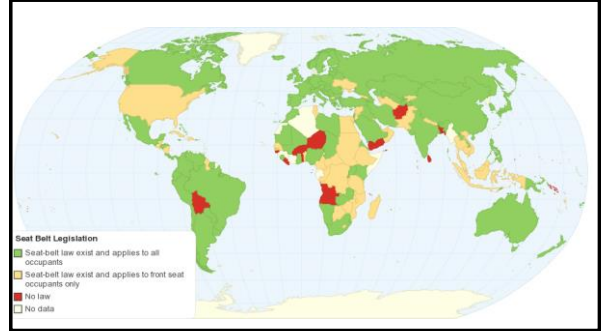 Seat Belt Legislation
Seat-belt law exist and applies to all
occupants
Seat-belt law exist and applies to front seat
occupants only
No law
No data